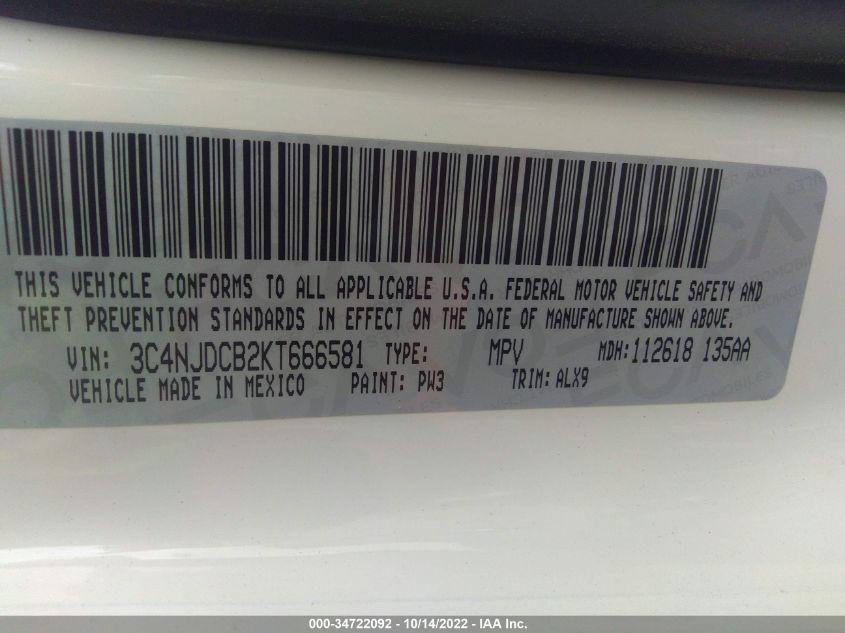 THIS VEHICLE CONFORMS TO ALL APPLICABLE U.S.A. FEDERAL MOTOR VEHICLE SAFETY AND
THEFT PREVENTION STANDARDS IN EFFECT ON THE DATE OF MANUFACTURE SHOWN ABOVE.
VIN: 3C4NJDCB2KT666581 TYPE: MPV MDH:112618 135AA
VEHICLE MADE IN MEXICO PAINT: PW3 TRIM: ALX9
000-34722092 - 10/14/2022 - IAA Inc.